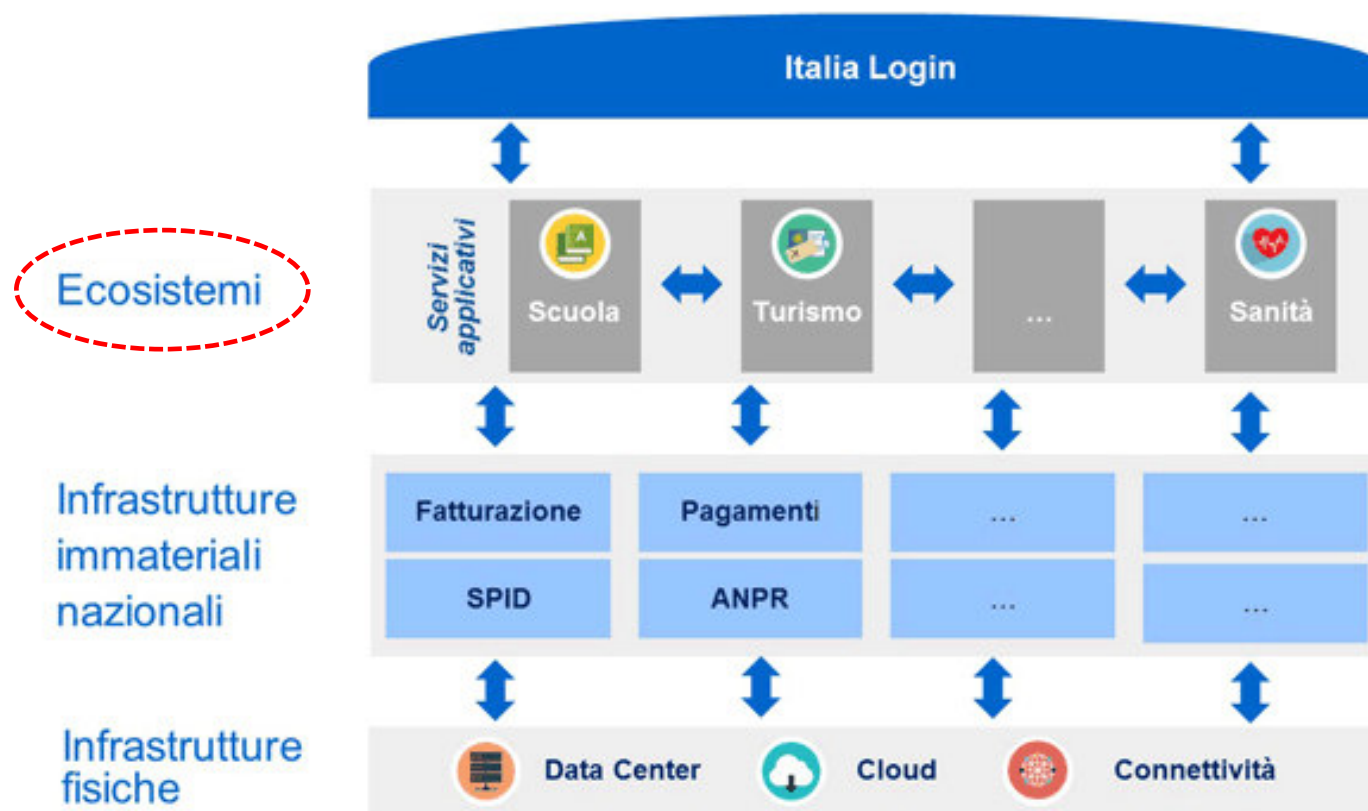 Italia Login
Ecosistemi
Servizi
applicativi
Scuola
Turismo
...
Sanità
Infrastrutture
immateriali
nazionali
Fatturazione
Pagamenti
...
...
SPID
ANPR
...
...
Infrastrutture
fisiche
Data Center
Cloud
Connettività